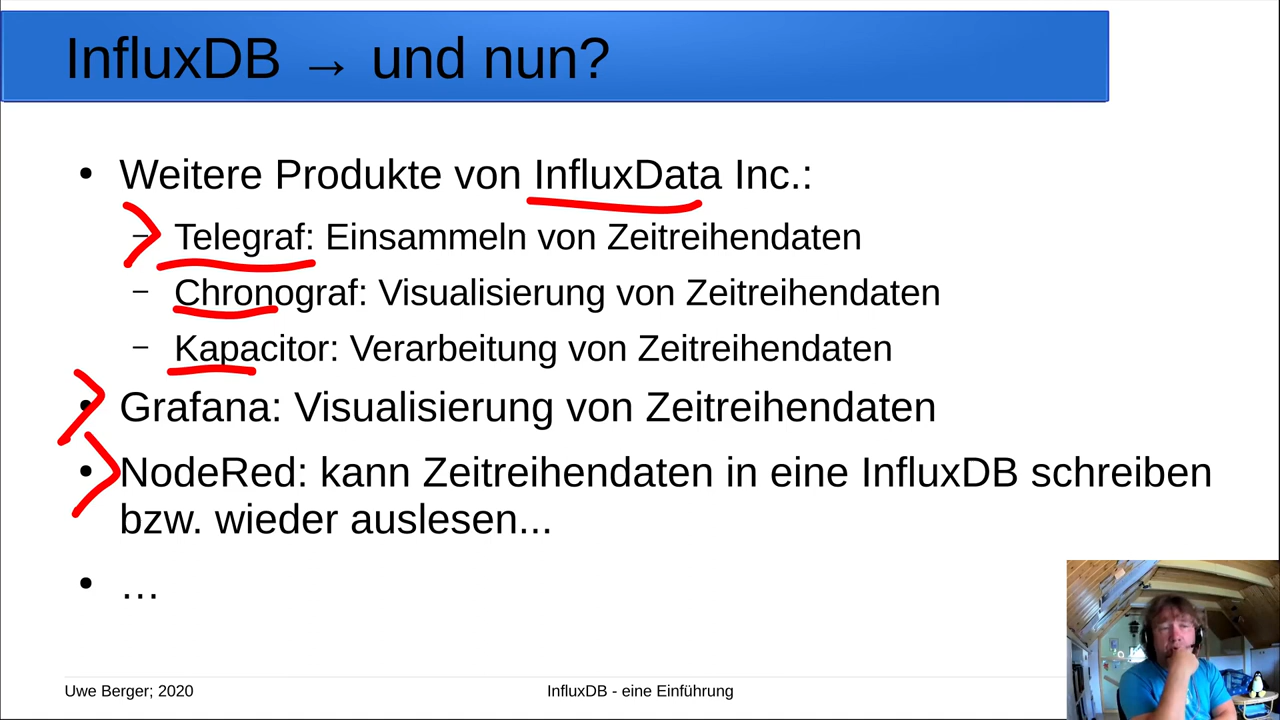 InfluxDB → und nun?
• Weitere Produkte von InfluxData Inc.:
– Telegraf: Einsammeln von Zeitreihendaten
– Chronograf: Visualisierung von Zeitreihendaten
– Kapacitor: Verarbeitung von Zeitreihendaten
• Grafana: Visualisierung von Zeitreihendaten
• NodeRed: kann Zeitreihendaten in eine InfluxDB schreiben
bzw. wieder auslesen...
• …
Uwe Berger; 2020
InfluxDB - eine Einführung